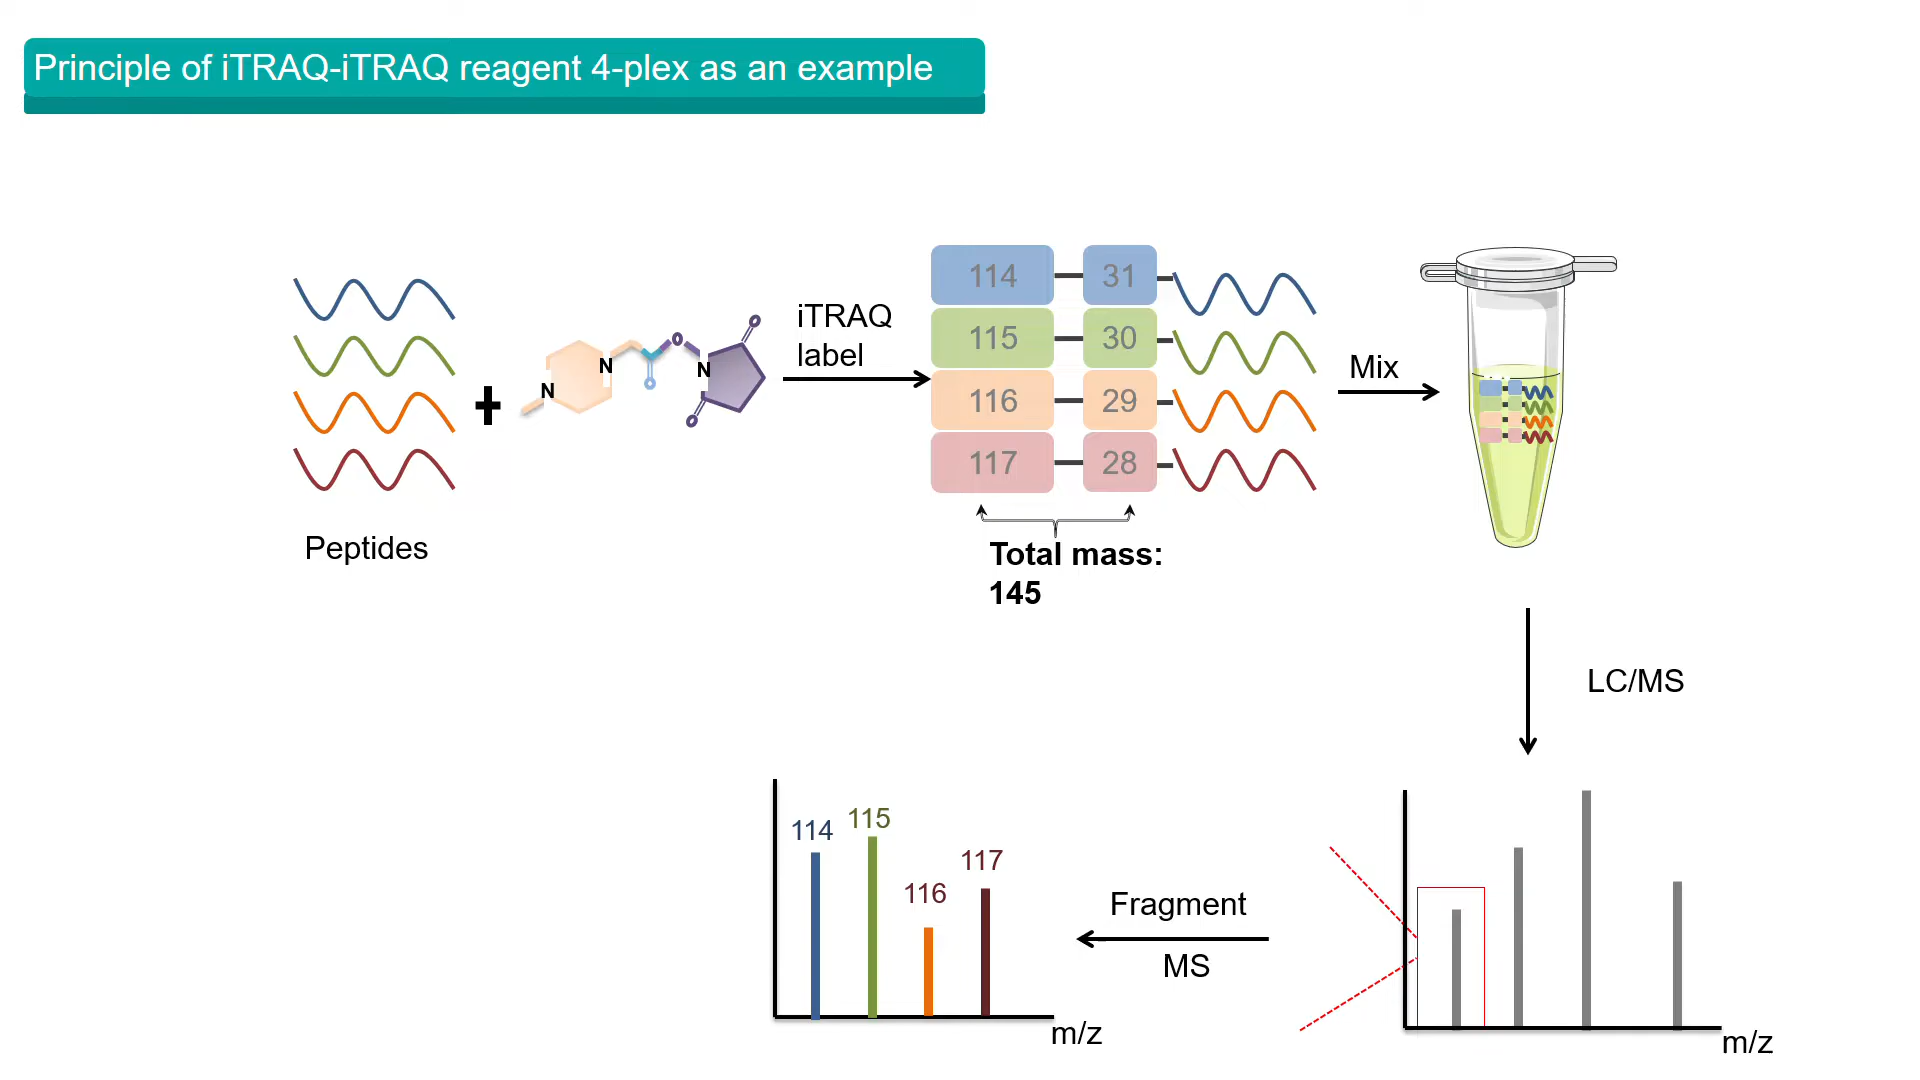 Principle of iTRAQ-iTRAQ reagent 4-plex as an example
Peptides
N
N
O
O
N
O
O
iTRAQ
label
114 31
115 30
116 29
117 28
Total mass:
145
Mix
LC/MS
m/z
Fragment
MS
114
115
116
117
m/z